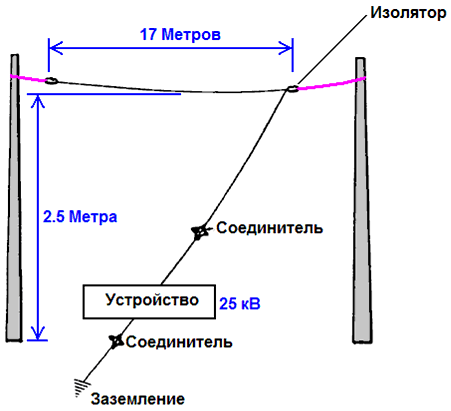 Изолятор
17 Метров
2.5 Метра
Соединитель
Устройство
25 кВ
Соединитель
Заземление